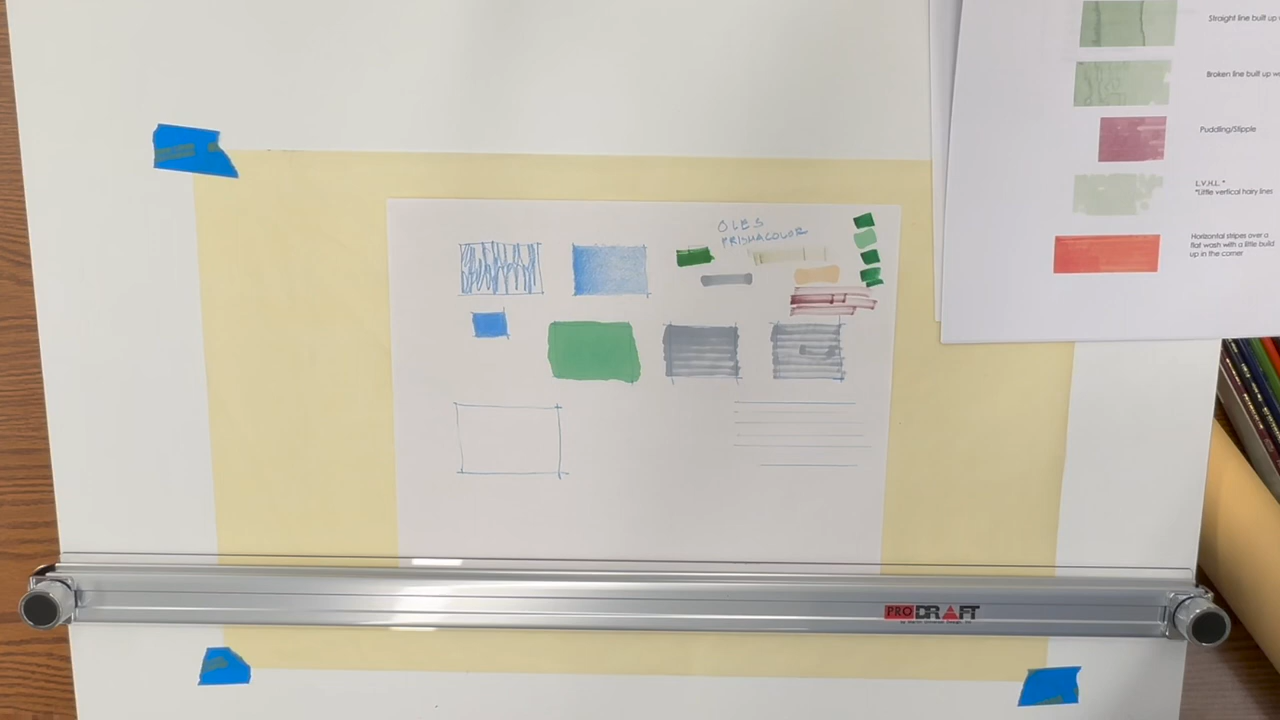 OLES
PRISMACOLOR
Straight line built up
Broken line built up
Puddling/Stipple
L.V.H.L. *
*Little vertical hairy lines
Horizontal stripes over a
flat wash with a little build
up in the corner
PRODRAFT